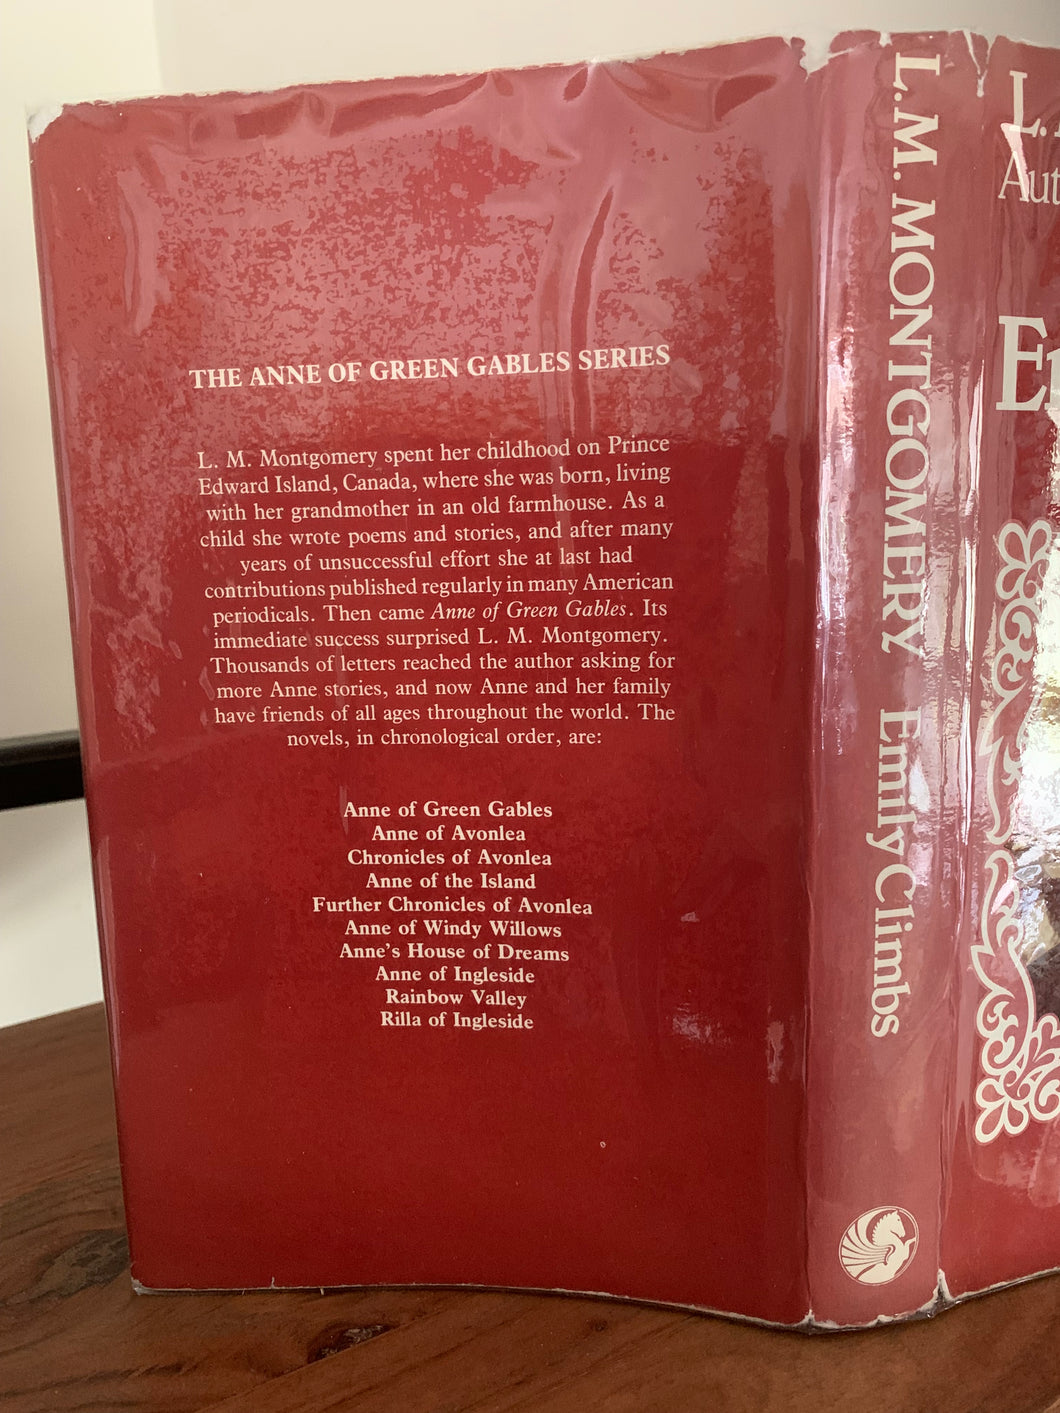 THE ANNE OF GREEN GABLES SERIES
L. M. Montgomery spent her childhood on Prince
Edward Island, Canada, where she was born, living
with her grandmother in an old farmhouse. As a
child she wrote poems and stories, and after many
years of unsuccessful effort she at last had
contributions published regularly in many American
periodicals. Then came Anne of Green Gables. Its
immediate success surprised L. M. Montgomery.
Thousands of letters reached the author asking for
more Anne stories, and now Anne and her family
have friends of all ages throughout the world. The
novels, in chronological order, are:
Anne of Green Gables
Anne of Avonlea
Chronicles of Avonlea
Anne of the Island
Further Chronicles of Avonlea
Anne of Windy Willows
Anne's House of Dreams
Anne of Ingleside
Rainbow Valley
Rilla of Ingleside
L. M. MONTGOMERY Emily Climbs
L.
Aut